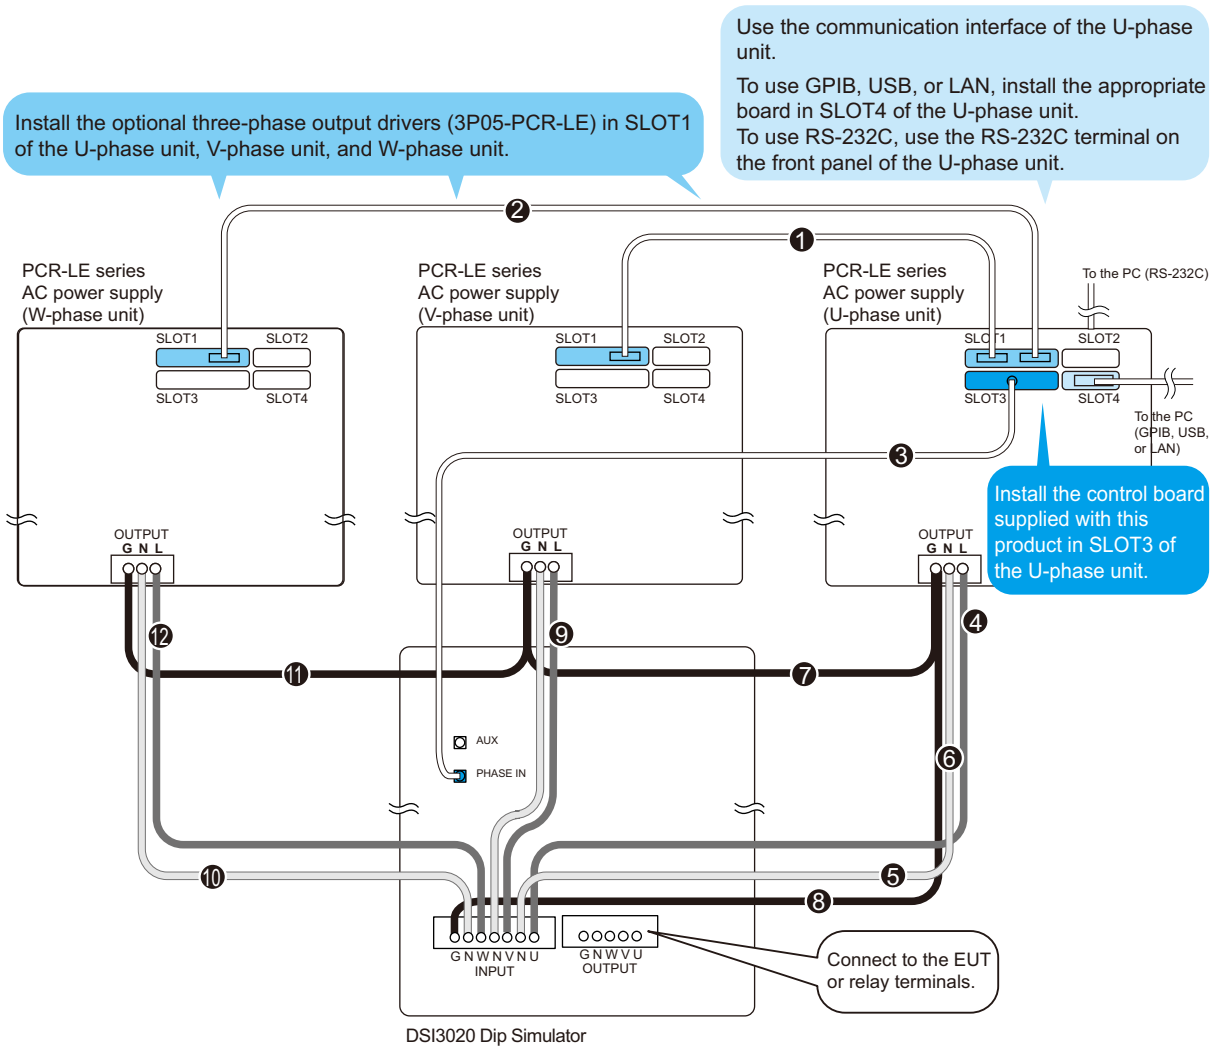 Use the communication interface of the U-phase
unit.
To use GPIB, USB, or LAN, install the appropriate
board in SLOT4 of the U-phase unit.
To use RS-232C, use the RS-232C terminal on
the front panel of the U-phase unit.
Install the optional three-phase output drivers (3P05-PCR-LE) in SLOT1
of the U-phase unit, V-phase unit, and W-phase unit.
2
1
PCR-LE series
AC power supply
(W-phase unit)
PCR-LE series
AC power supply
(V-phase unit)
PCR-LE series
AC power supply
(U-phase unit)
To the PC (RS-232C)
SLOT1
SLOT2
SLOT3
SLOT4
SLOT1
SLOT2
SLOT3
SLOT4
SLOT1
SLOT2
SLOT3
SLOT4
To the PC
(GPIB, USB,
or LAN)
3
Install the control board
supplied with this
product in SLOT3 of
the U-phase unit.
OUTPUT
G N L
OUTPUT
G N L
OUTPUT
G N L
12
9
4
11
7
AUX
PHASE IN
6
10
5
8
G N W N V N U
INPUT
G N W V U
OUTPUT
Connect to the EUT
or relay terminals.
DSI3020 Dip Simulator